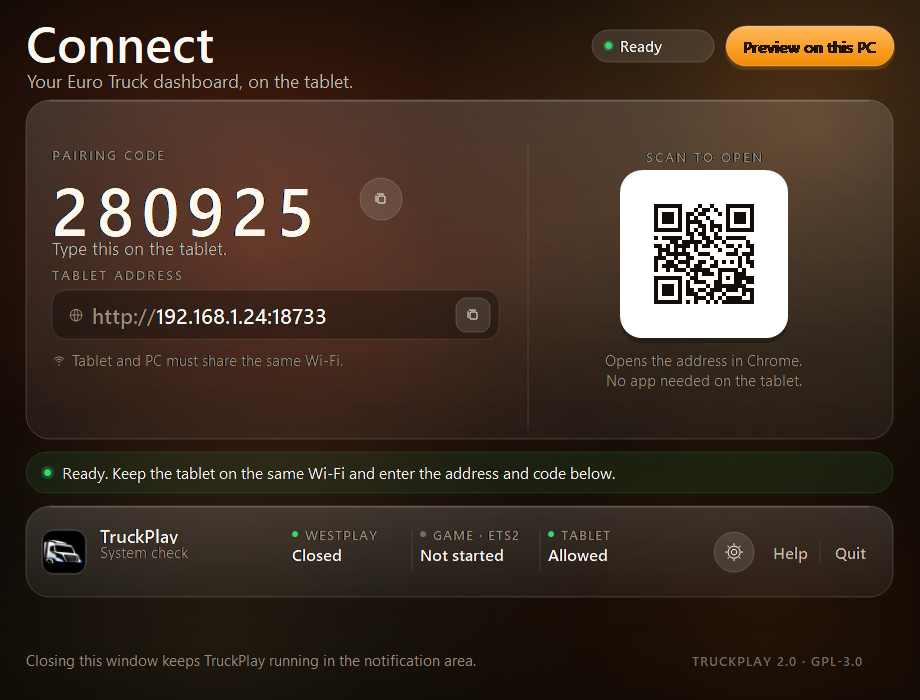 Connect
Your Euro Truck dashboard, on the tablet.
Ready
Preview on this PC
PAIRING CODE
280925
Type this on the tablet.
TABLET ADDRESS
http://192.168.1.24:18733
Tablet and PC must share the same Wi-Fi.
SCAN TO OPEN
Opens the address in Chrome.
No app needed on the tablet.
Ready. Keep the tablet on the same Wi-Fi and enter the address and code below.
TruckPlay
System check
WESTPLAY
Closed
GAME · ETS2
Not started
TABLET
Allowed
Help
Quit
Closing this window keeps TruckPlay running in the notification area.
TRUCKPLAY 2.0 · GPL-3.0